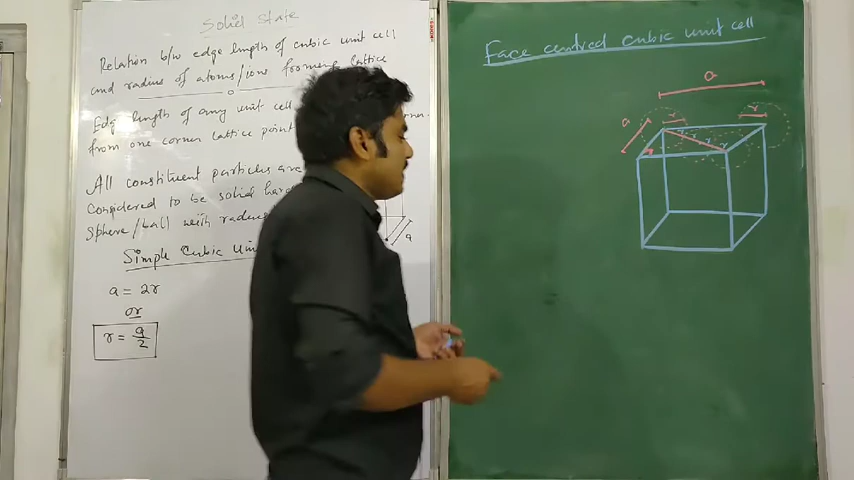 Solid State
Relation b/w edge length of cubic unit cell
and radius of atoms/ions froming lattice
Edge length of any unit cell
from one corner lattice point
All constituent particles are
Considered to be solid hard
Sphere/ball with radius
Simple Cubic Uni
a = 2r
or
r = a/2
a
Face centred cubic unit cell
a
a
r
r
r